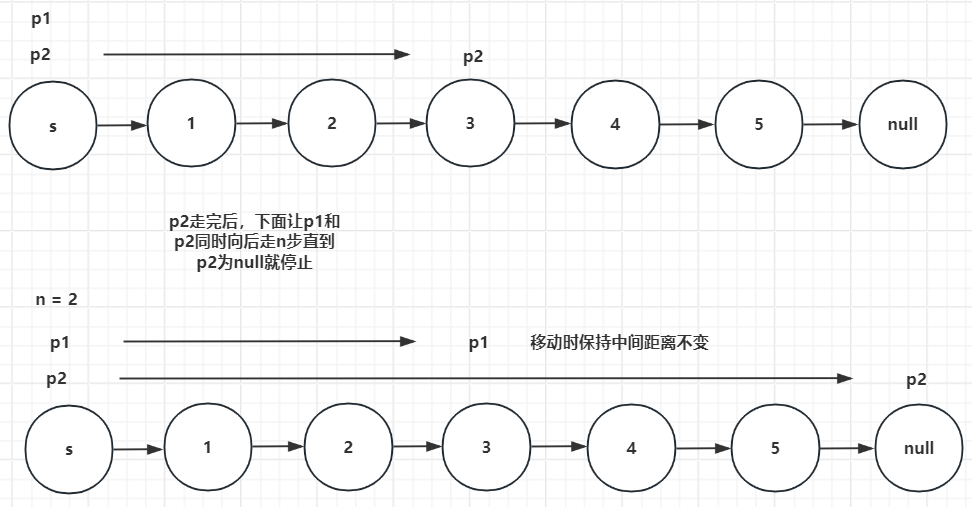 p1
p2
p2
s
1
2
3
4
5
null
p2走完后，下面让p1和
p2同时向后走n步直到
p2为null就停止
n = 2
p1
p1
移动时保持中间距离不变
p2
p2
s
1
2
3
4
5
null